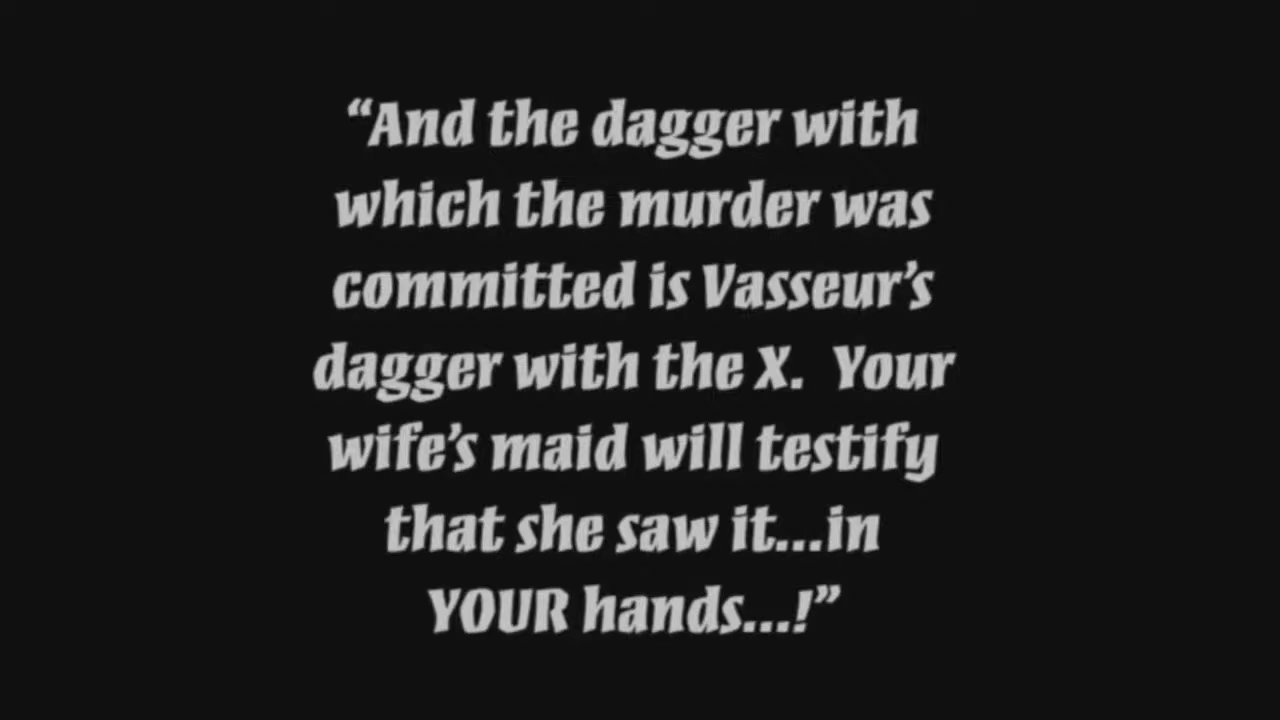 “And the dagger with
which the murder was
committed is Vasseur’s
dagger with the X.  Your
wife’s maid will testify
that she saw it...in
YOUR hands...!”